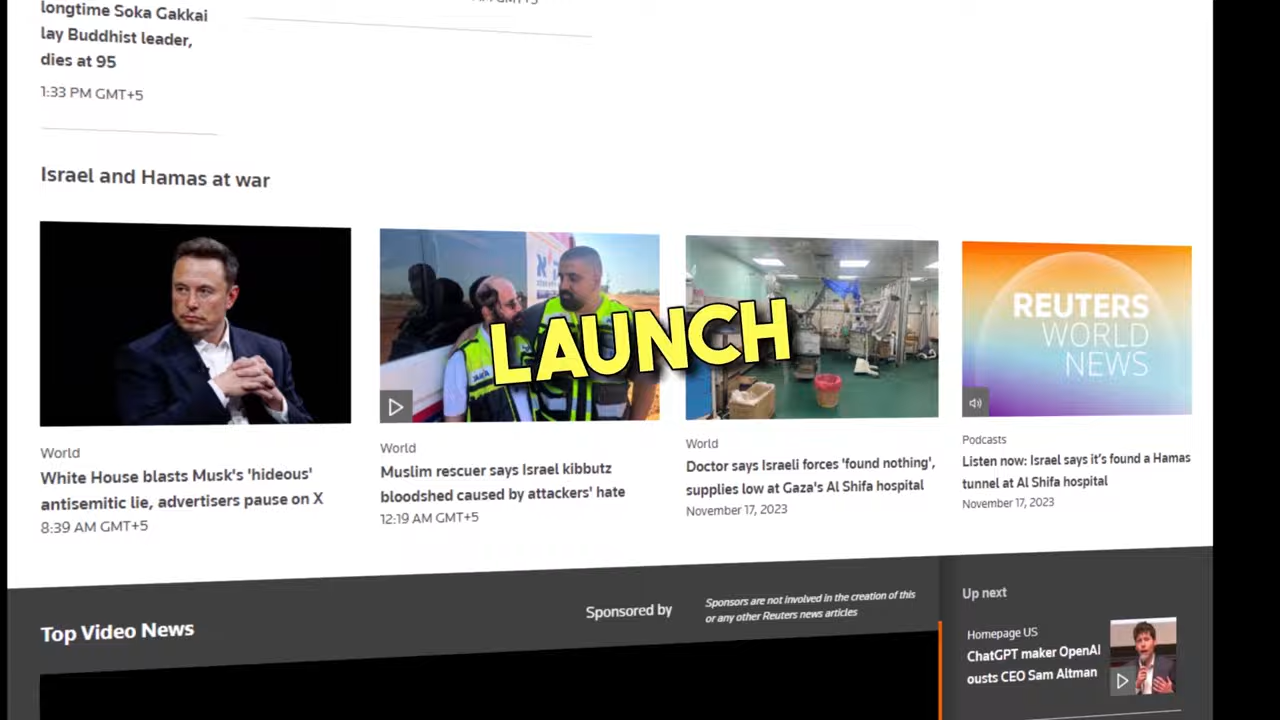 longtime Soka Gakkai
lay Buddhist leader,
dies at 95
1:33 PM GMT+5
Israel and Hamas at war
LAUNCH
REUTERS
WORLD
NEWS
World
White House blasts Musk's 'hideous'
antisemitic lie, advertisers pause on X
8:39 AM GMT+5
World
Muslim rescuer says Israel kibbutz
bloodshed caused by attackers' hate
12:19 AM GMT+5
World
Doctor says Israeli forces 'found nothing',
supplies low at Gaza's Al Shifa hospital
November 17, 2023
Podcasts
Listen now: Israel says it's found a Hamas
tunnel at Al Shifa hospital
November 17, 2023
Top Video News
Sponsored by
Sponsors are not involved in the creation of this
or any other Reuters news articles
Up next
Homepage US
ChatGPT maker OpenAI
ousts CEO Sam Altman